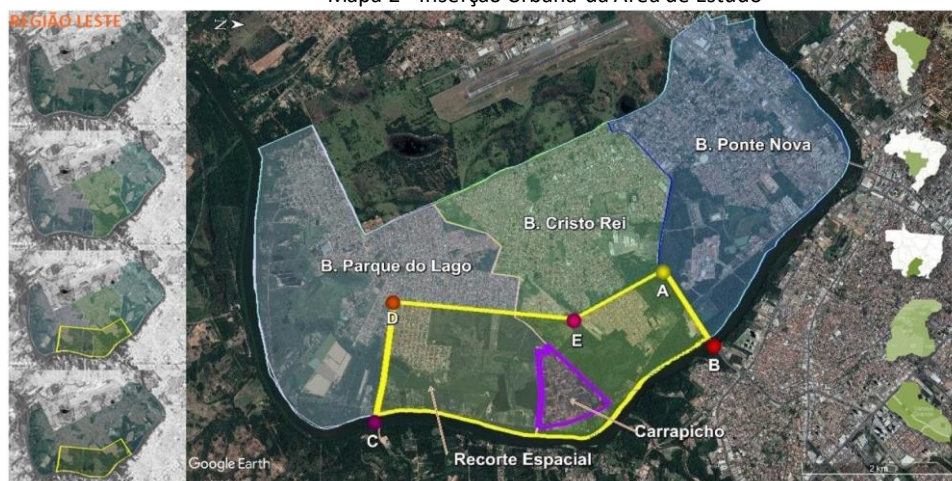 Mapa 2 - Inserção Urbana da Área de Estudo
REGIÃO LESTE
N
B. Ponte Nova
B. Cristo Rei
B. Parque do Lago
A
D
E
B
C
Carrapicho
Recorte Espacial
Google Earth
2 km